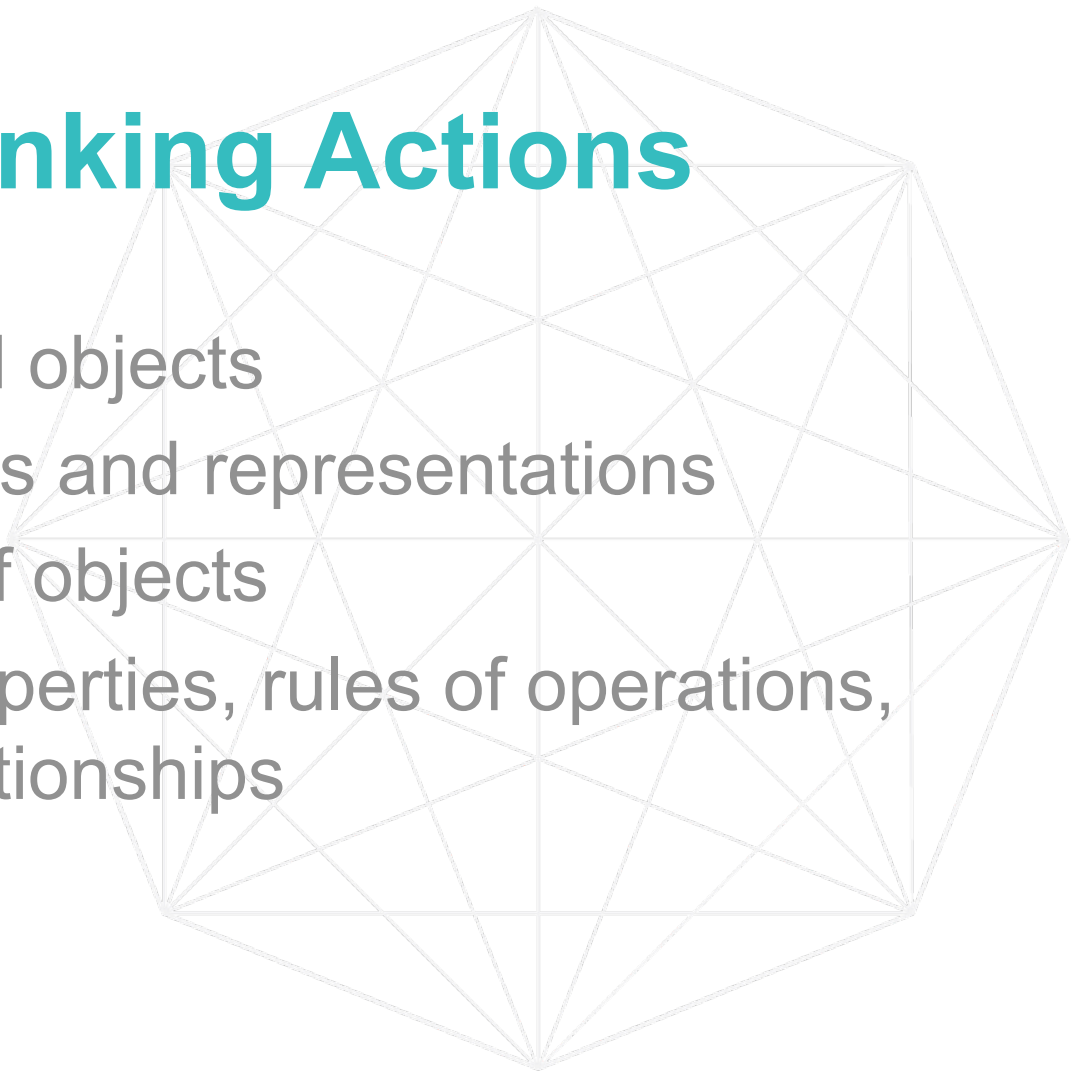 nking Actions
objects
s and representations
f objects
perties, rules of operations,
tionships